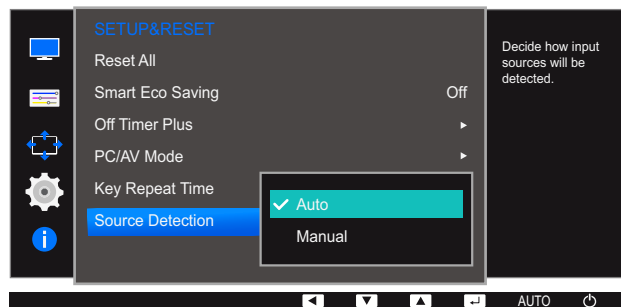 SETUP&RESET
Reset All
Smart Eco Saving Off
Off Timer Plus
PC/AV Mode
Key Repeat Time
Source Detection
Auto
Manual
Decide how input
sources will be
detected.
AUTO